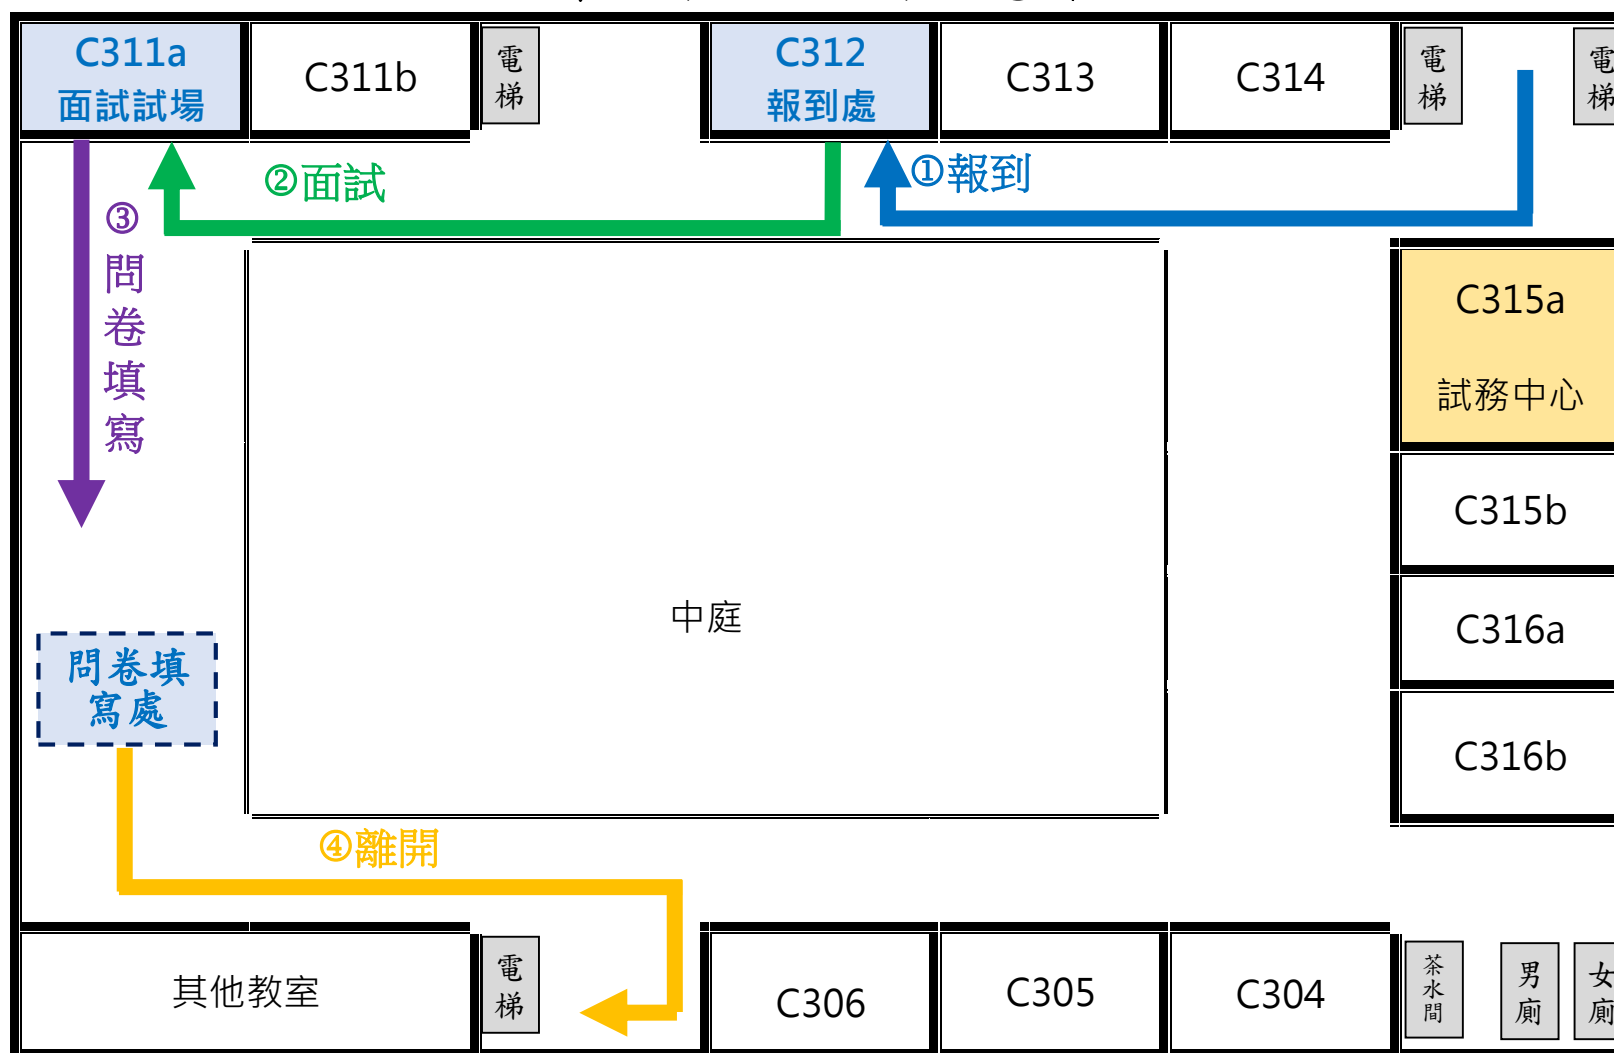 C311a
面試試場
C311b
電
梯
C312
報到處
C313
C314
電
梯
電
梯
②面試
①報到
③
問
卷
填
寫
C315a
試務中心
C315b
中庭
C316a
問卷填
寫處
C316b
④離開
其他教室
電
梯
C306
C305
C304
茶
水
間
男
廁
女
廁